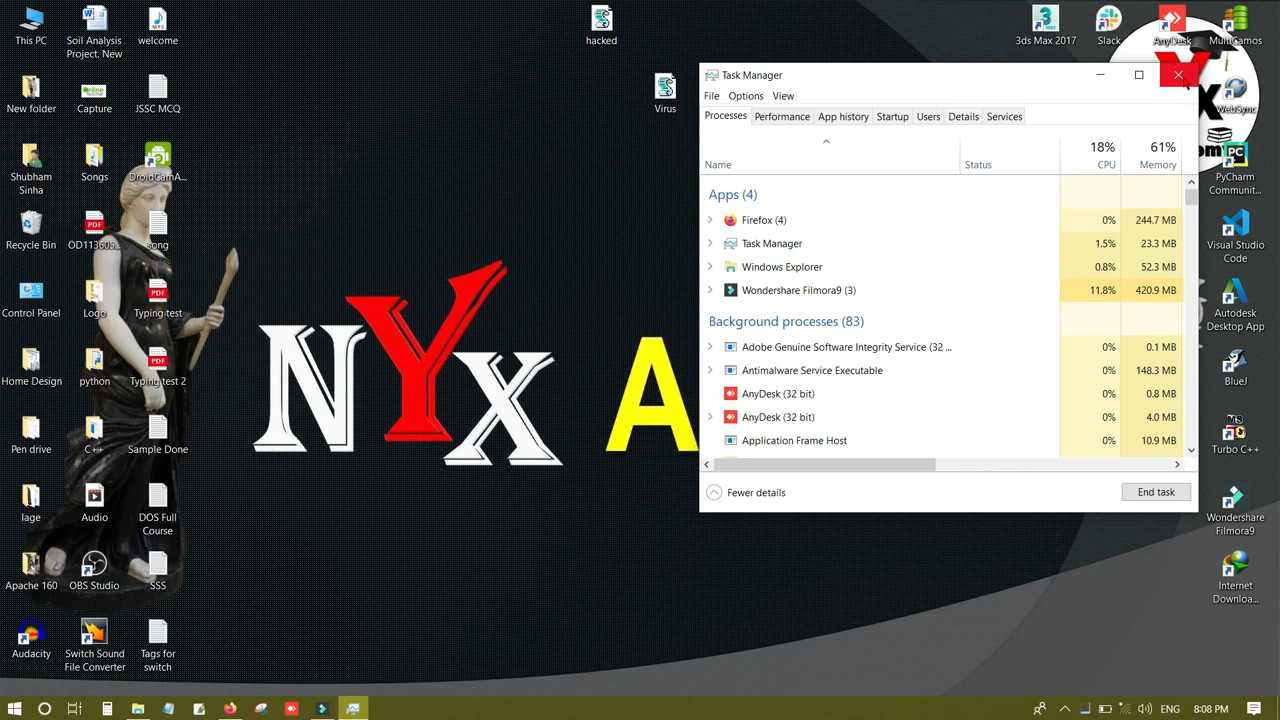 This PC
Soil Analysis
Project. New
welcome
hacked
3ds Max 2017
Slack
AnyDesk
MultiCamos
New folder
Capture
JSSC MCQ
Virus
WebSync
Task Manager
File Options View
Processes Performance App history Startup Users Details Services
18% 61%
Name Status CPU Memory
Apps (4)
Firefox (4) 0% 244.7 MB
Task Manager 1.5% 23.3 MB
Windows Explorer 0.8% 52.3 MB
Wondershare Filmora9 (3) 11.8% 420.9 MB
Background processes (83)
Adobe Genuine Software Integrity Service (32 ... 0% 0.1 MB
Antimalware Service Executable 0% 148.3 MB
AnyDesk (32 bit) 0% 0.8 MB
AnyDesk (32 bit) 0% 4.0 MB
Application Frame Host 0% 10.9 MB
Fewer details
End task
Shubham
Sinha
Songs
DroidCamA...
PyCharm
Communit...
Recycle Bin
OD113605...
song
Visual Studio
Code
Control Panel
Logo
Typing test
Autodesk
Desktop App
Home Design
python
Typing test 2
BlueJ
NYx A
Pen drive
C++
Sample Done
Ms
Turbo C++
lage
Audio
DOS Full
Course
Wondershare
Filmora9
Apache 160
OBS Studio
SSS
Internet
Downloa...
Audacity
Switch Sound
File Converter
Tags for
switch
ENG 8:08 PM